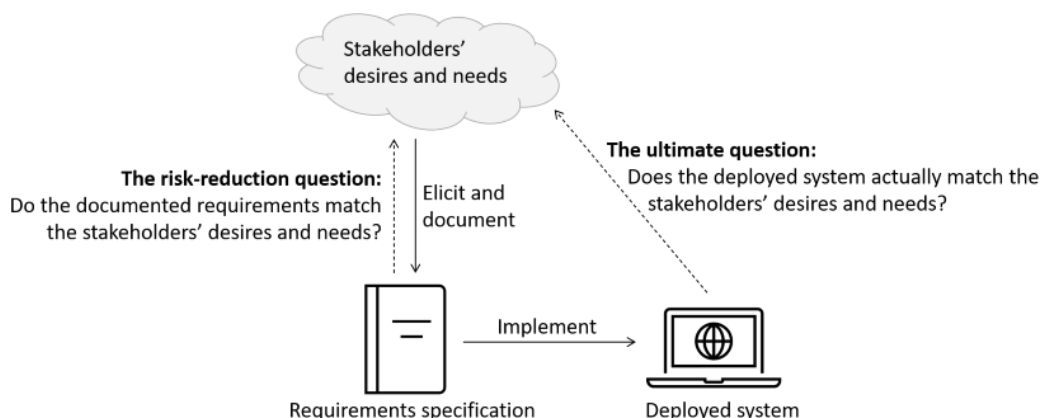 Stakeholders’
desires and needs
The risk-reduction question:
Do the documented requirements match
the stakeholders’ desires and needs?
Elicit and
document
The ultimate question:
Does the deployed system actually match the
stakeholders’ desires and needs?
Implement
Requirements specification
Deployed system